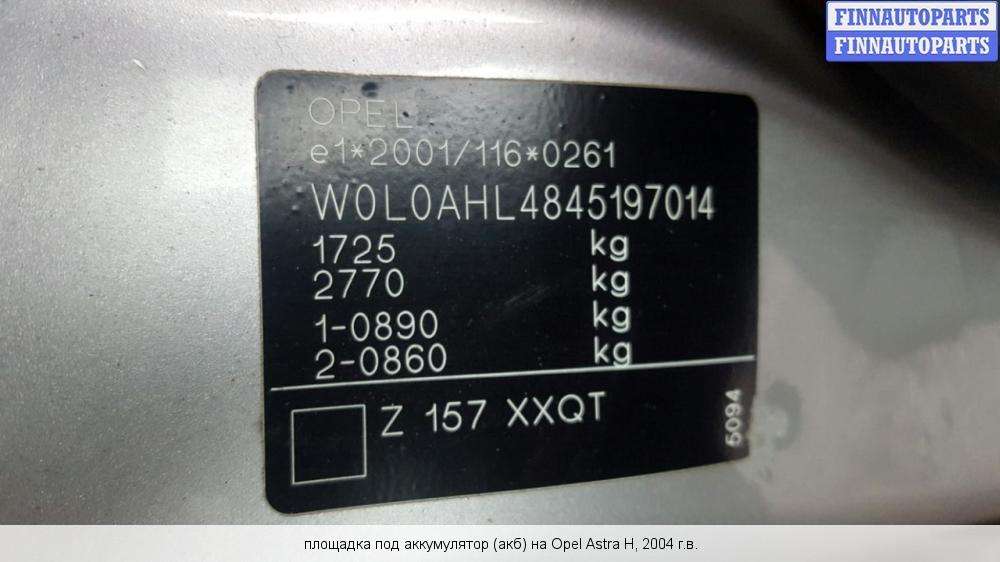 FINNAUTOPARTS
FINNAUTOPARTS
OPEL
e1*2001/116*0261
W0L0AHL4845197014
1725 kg
2770 kg
1-0890 kg
2-0860 kg
Z 157 XXQT
5094
площадка под аккумулятор (акб) на Opel Astra H, 2004 г.в.